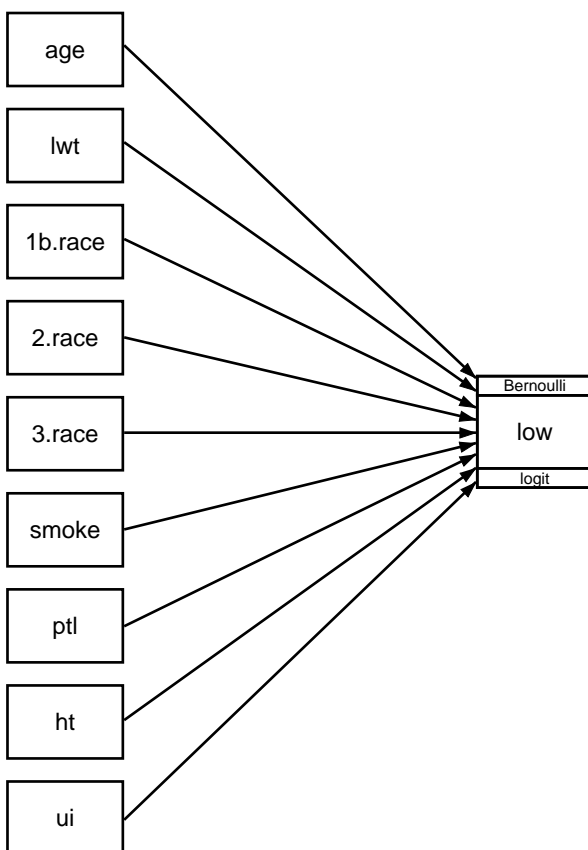 age
lwt
1b.race
2.race
3.race
smoke
ptl
ht
ui
Bernoulli
low
logit